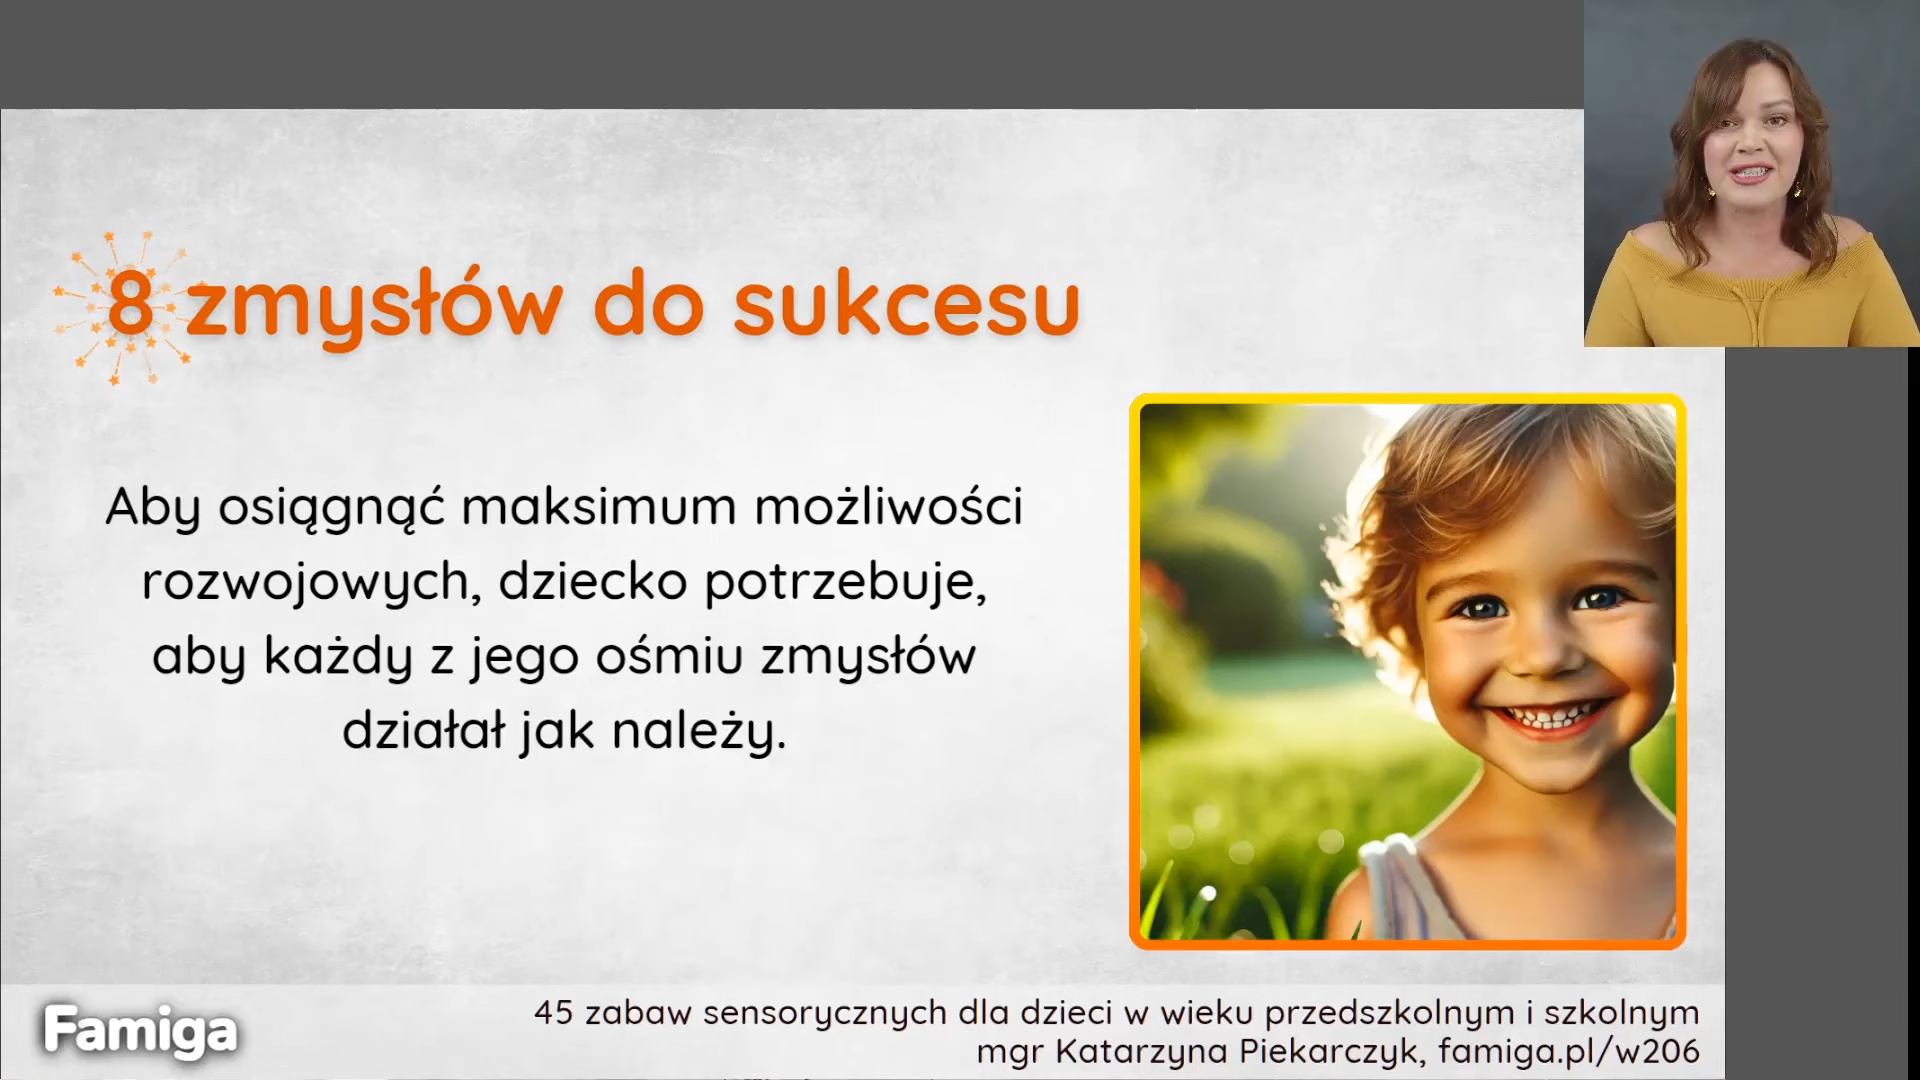 8 zmysłów do sukcesu
Aby osiągnąć maksimum możliwości
rozwojowych, dziecko potrzebuje,
aby każdy z jego ośmiu zmysłów
działał jak należy.
Famiga
45 zabaw sensorycznych dla dzieci w wieku przedszkolnym i szkolnym
mgr Katarzyna Piekarczyk, famiga.pl/w206